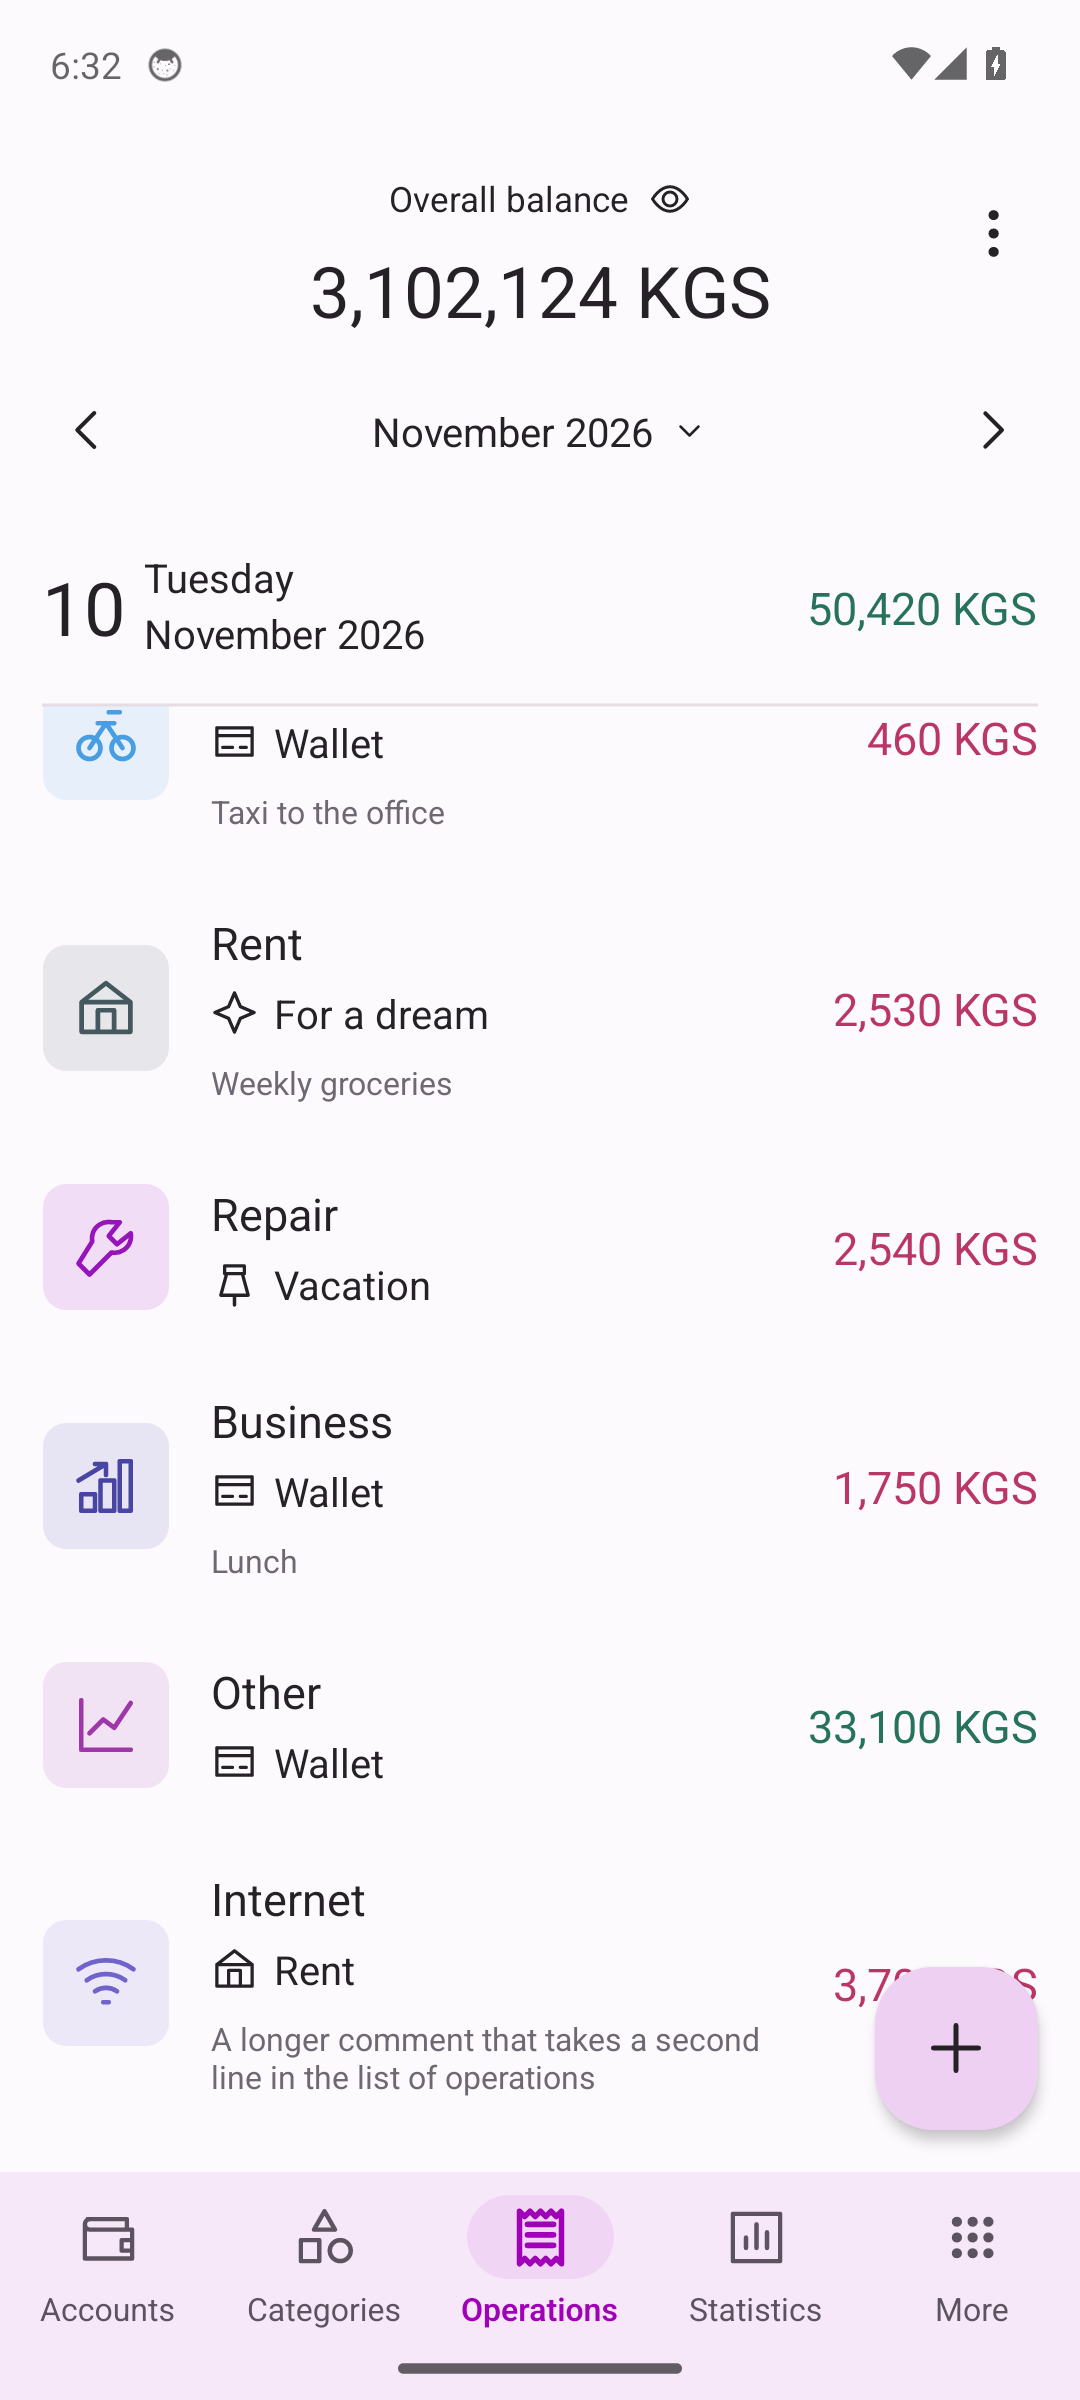 6:32
Overall balance
3,102,124 KGS
November 2026
10
Tuesday
November 2026
50,420 KGS
Wallet
460 KGS
Taxi to the office
Rent
For a dream
2,530 KGS
Weekly groceries
Repair
Vacation
2,540 KGS
Business
Wallet
1,750 KGS
Lunch
Other
Wallet
33,100 KGS
Internet
Rent
A longer comment that takes a second
line in the list of operations
Accounts
Categories
Operations
Statistics
More